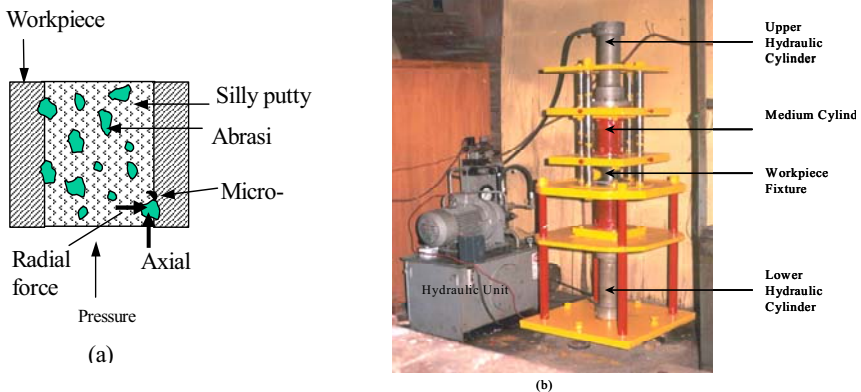 Workpiece
Silly putty
Abrasi
Micro-
Radial
force
Axial
Pressure
(a)
Upper
Hydraulic
Cylinder
Medium Cylind
Workpiece
Fixture
Lower
Hydraulic
Cylinder
Hydraulic Unit
(b)